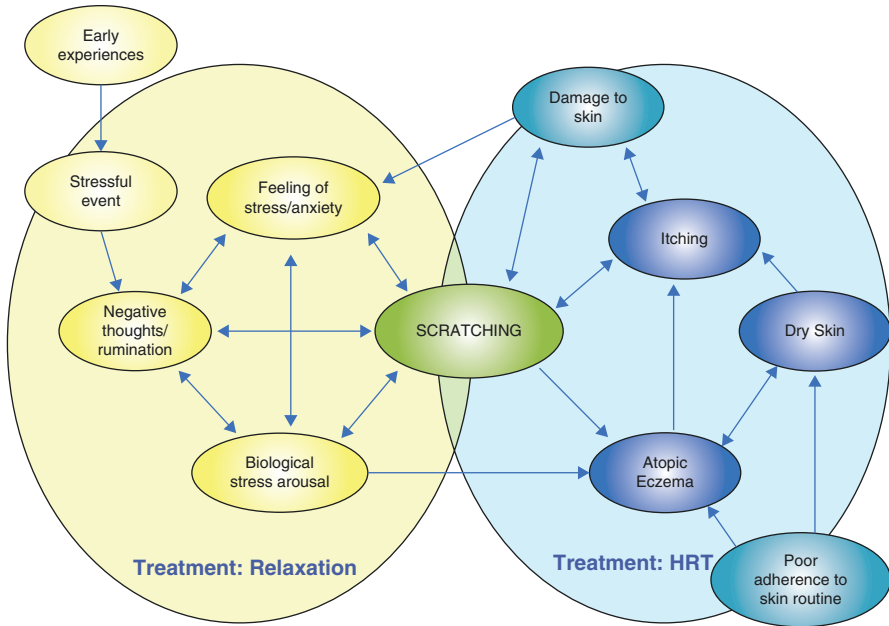 Early
experiences
Damage to
skin
Stressful
event
Feeling of
stress/anxiety
Itching
Negative
thoughts/
rumination
SCRATCHING
Dry Skin
Biological
stress arousal
Atopic
Eczema
Treatment: Relaxation
Treatment: HRT
Poor
adherence to
skin routine